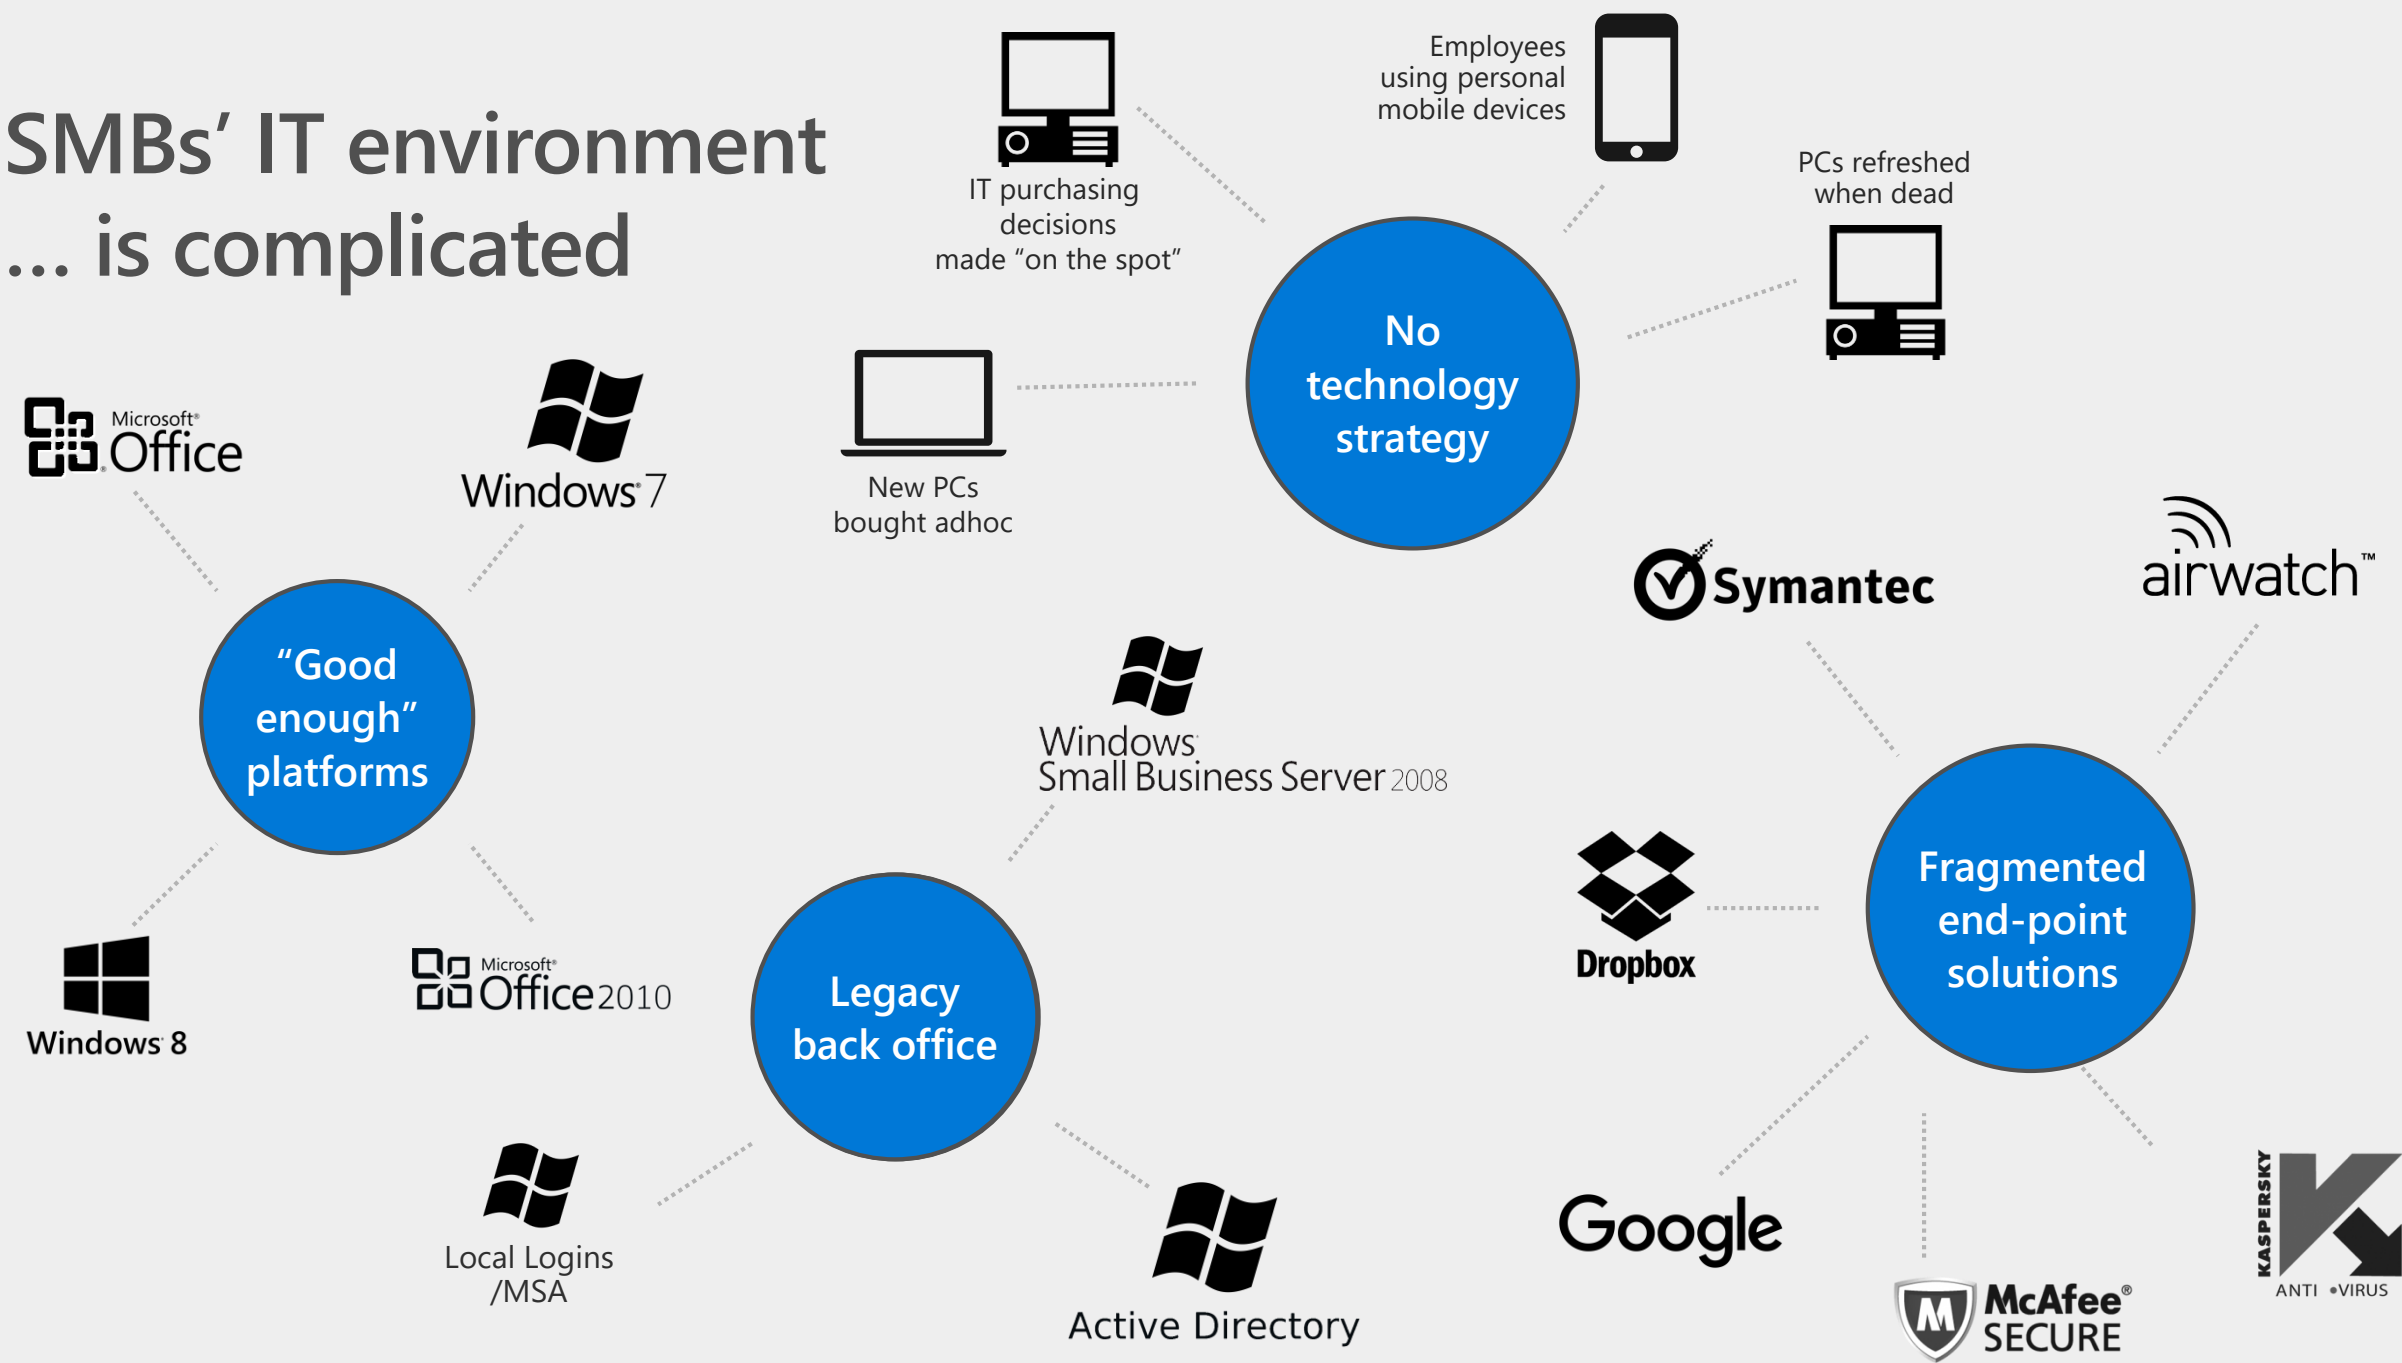 SMBs’ IT environment
... is complicated
IT purchasing
decisions
made “on the spot”
Employees
using personal
mobile devices
PCs refreshed
when dead
New PCs
bought adhoc
No
technology
strategy
Microsoft®
Office
Windows® 7
“Good
enough”
platforms
Windows 8
Microsoft®
Office 2010
Windows
Small Business Server 2008
Legacy
back office
Local Logins
/MSA
Active Directory
Symantec
airwatch™
Dropbox
Fragmented
end-point
solutions
Google
McAfee®
SECURE
KASPERSKY
ANTI •VIRUS